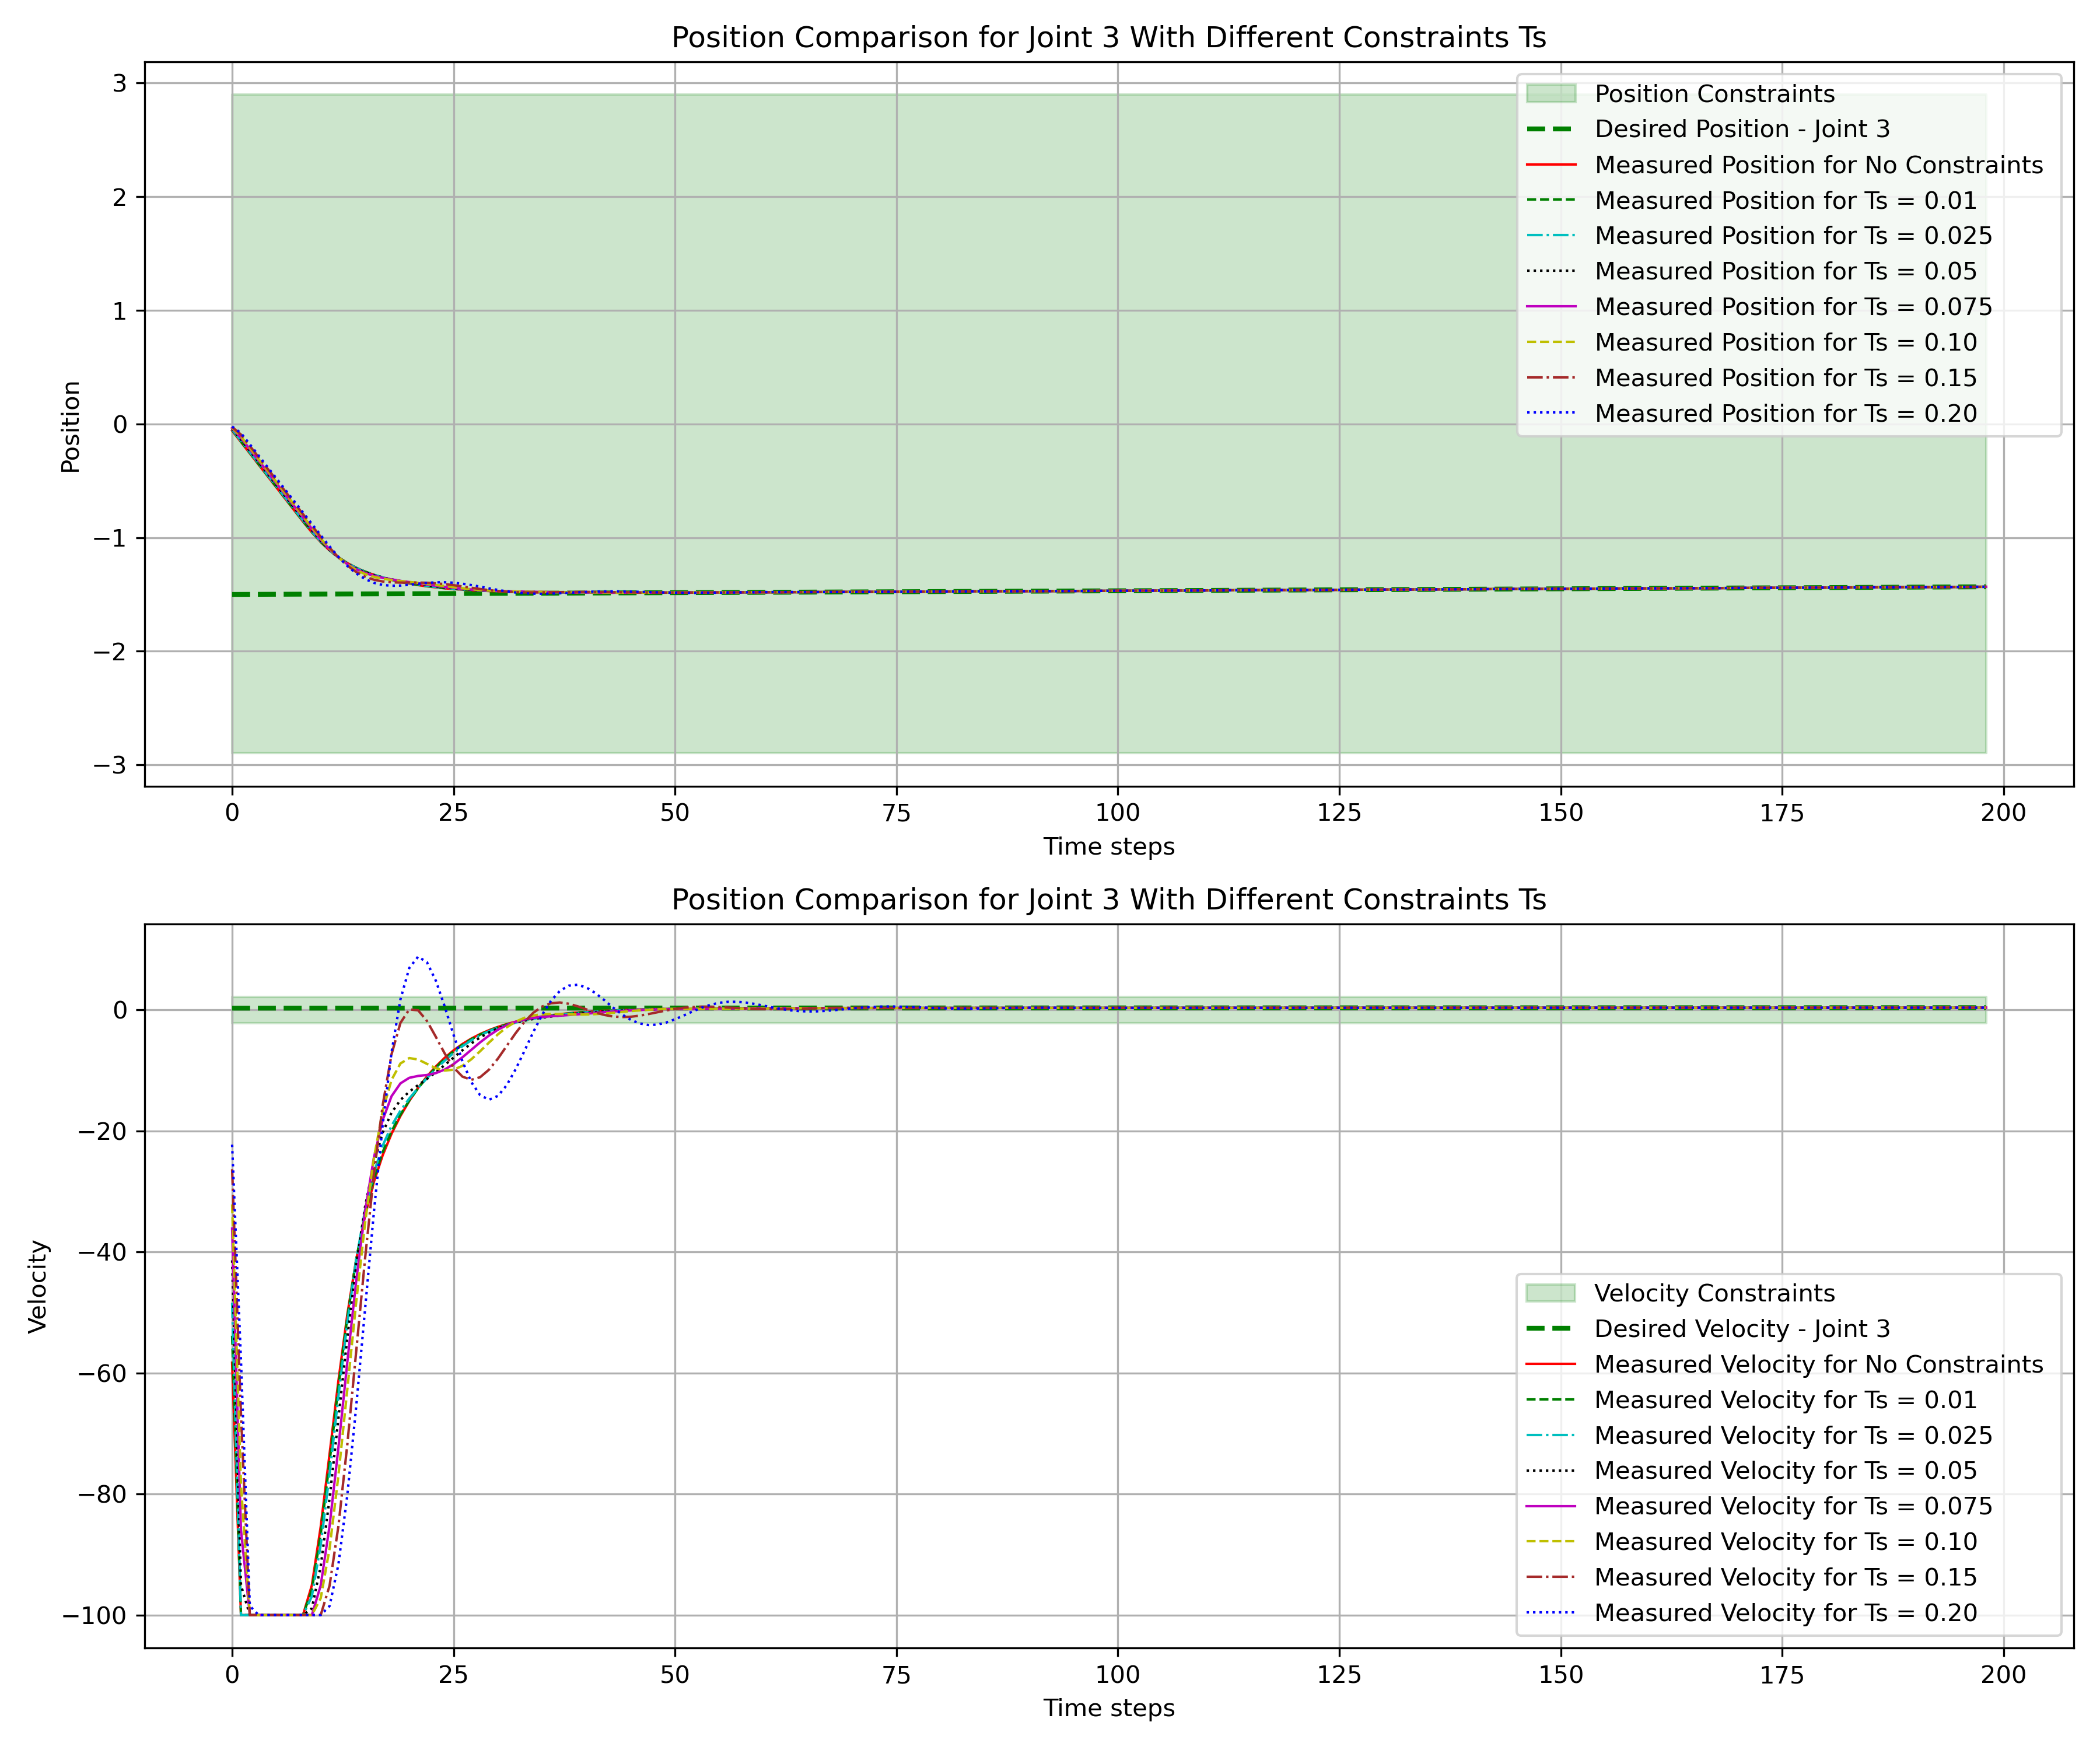 Position Comparison for Joint 3 With Different Constraints Ts
3
2
1
0
−1
−2
−3
Position
Position Constraints
Desired Position - Joint 3
Measured Position for No Constraints
Measured Position for Ts = 0.01
Measured Position for Ts = 0.025
Measured Position for Ts = 0.05
Measured Position for Ts = 0.075
Measured Position for Ts = 0.10
Measured Position for Ts = 0.15
Measured Position for Ts = 0.20
0 25 50 75 100 125 150 175 200
Time steps
Position Comparison for Joint 3 With Different Constraints Ts
0
−20
−40
−60
−80
−100
Velocity
Velocity Constraints
Desired Velocity - Joint 3
Measured Velocity for No Constraints
Measured Velocity for Ts = 0.01
Measured Velocity for Ts = 0.025
Measured Velocity for Ts = 0.05
Measured Velocity for Ts = 0.075
Measured Velocity for Ts = 0.10
Measured Velocity for Ts = 0.15
Measured Velocity for Ts = 0.20
0 25 50 75 100 125 150 175 200
Time steps